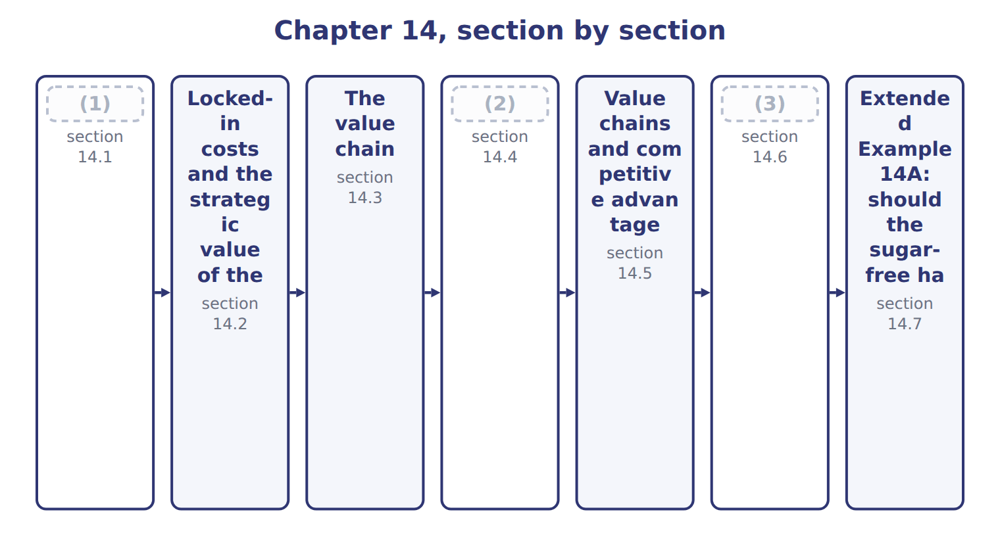 Chapter 14, section by section
(1)
section
14.1
Locked-
in
costs
and the
strateg
ic
value
of the
section
14.2
The
value
chain
section
14.3
(2)
section
14.4
Value
chains
and com
petitiv
e advan
tage
section
14.5
(3)
section
14.6
Extende
d
Example
14A:
should
the
sugar-
free ha
section
14.7